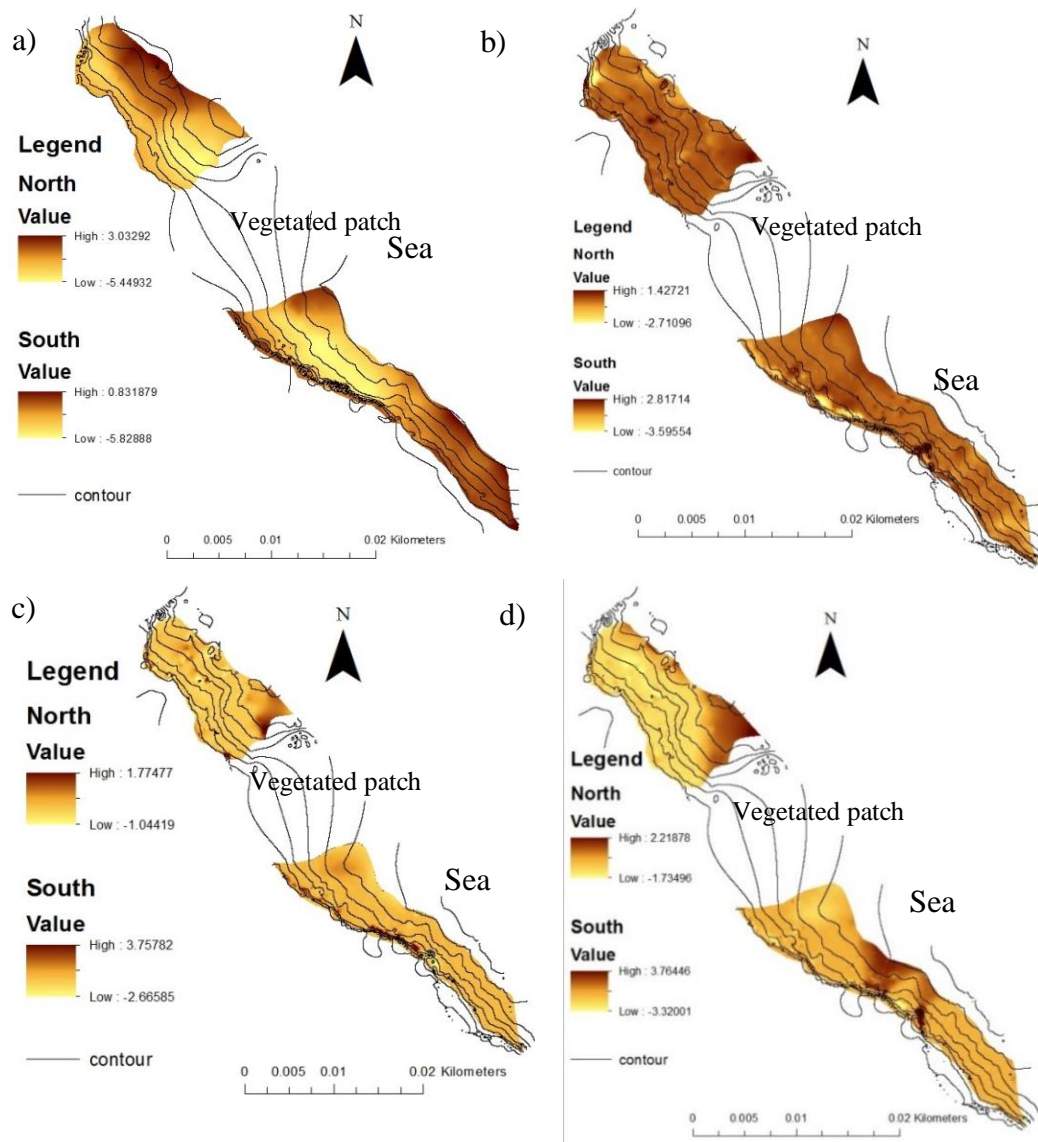 a)
N
Legend
North
Value
High : 3.03292
Low : -5.44932
South
Value
High : 0.831879
Low : -5.82888
contour
Vegetated patch
Sea
0 0.005 0.01 0.02 Kilometers
b)
N
Legend
North
Value
High : 1.42721
Low : -2.71096
South
Value
High : 2.81714
Low : -3.59554
contour
Vegetated patch
Sea
0 0.005 0.01 0.02 Kilometers
c)
N
Legend
North
Value
High : 1.77477
Low : -1.04419
South
Value
High : 3.75782
Low : -2.66585
contour
Vegetated patch
Sea
0 0.005 0.01 0.02 Kilometers
d)
N
Legend
North
Value
High : 2.21878
Low : -1.73496
South
Value
High : 3.76446
Low : -3.32001
contour
Vegetated patch
Sea
0 0.005 0.01 0.02 Kilometers